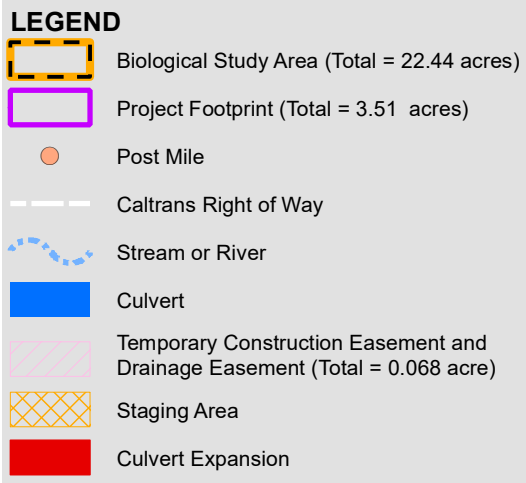 LEGEND
Biological Study Area (Total = 22.44 acres)
Project Footprint (Total = 3.51 acres)
Post Mile
Caltrans Right of Way
Stream or River
Culvert
Temporary Construction Easement and
Drainage Easement (Total = 0.068 acre)
Staging Area
Culvert Expansion